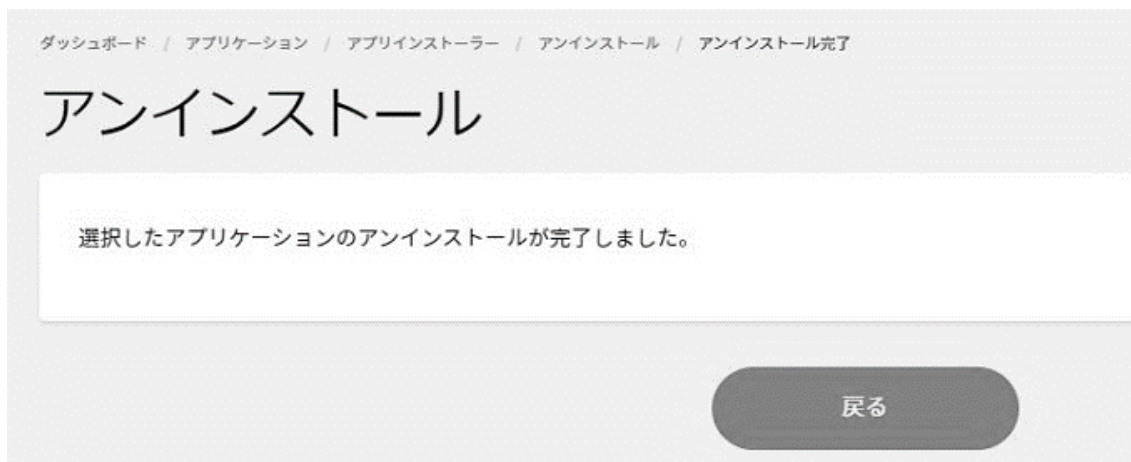 ダッシュボード / アプリケーション / アプリインストーラー / アンインストール / アンインストール完了
アンインストール
選択したアプリケーションのアンインストールが完了しました。
戻る